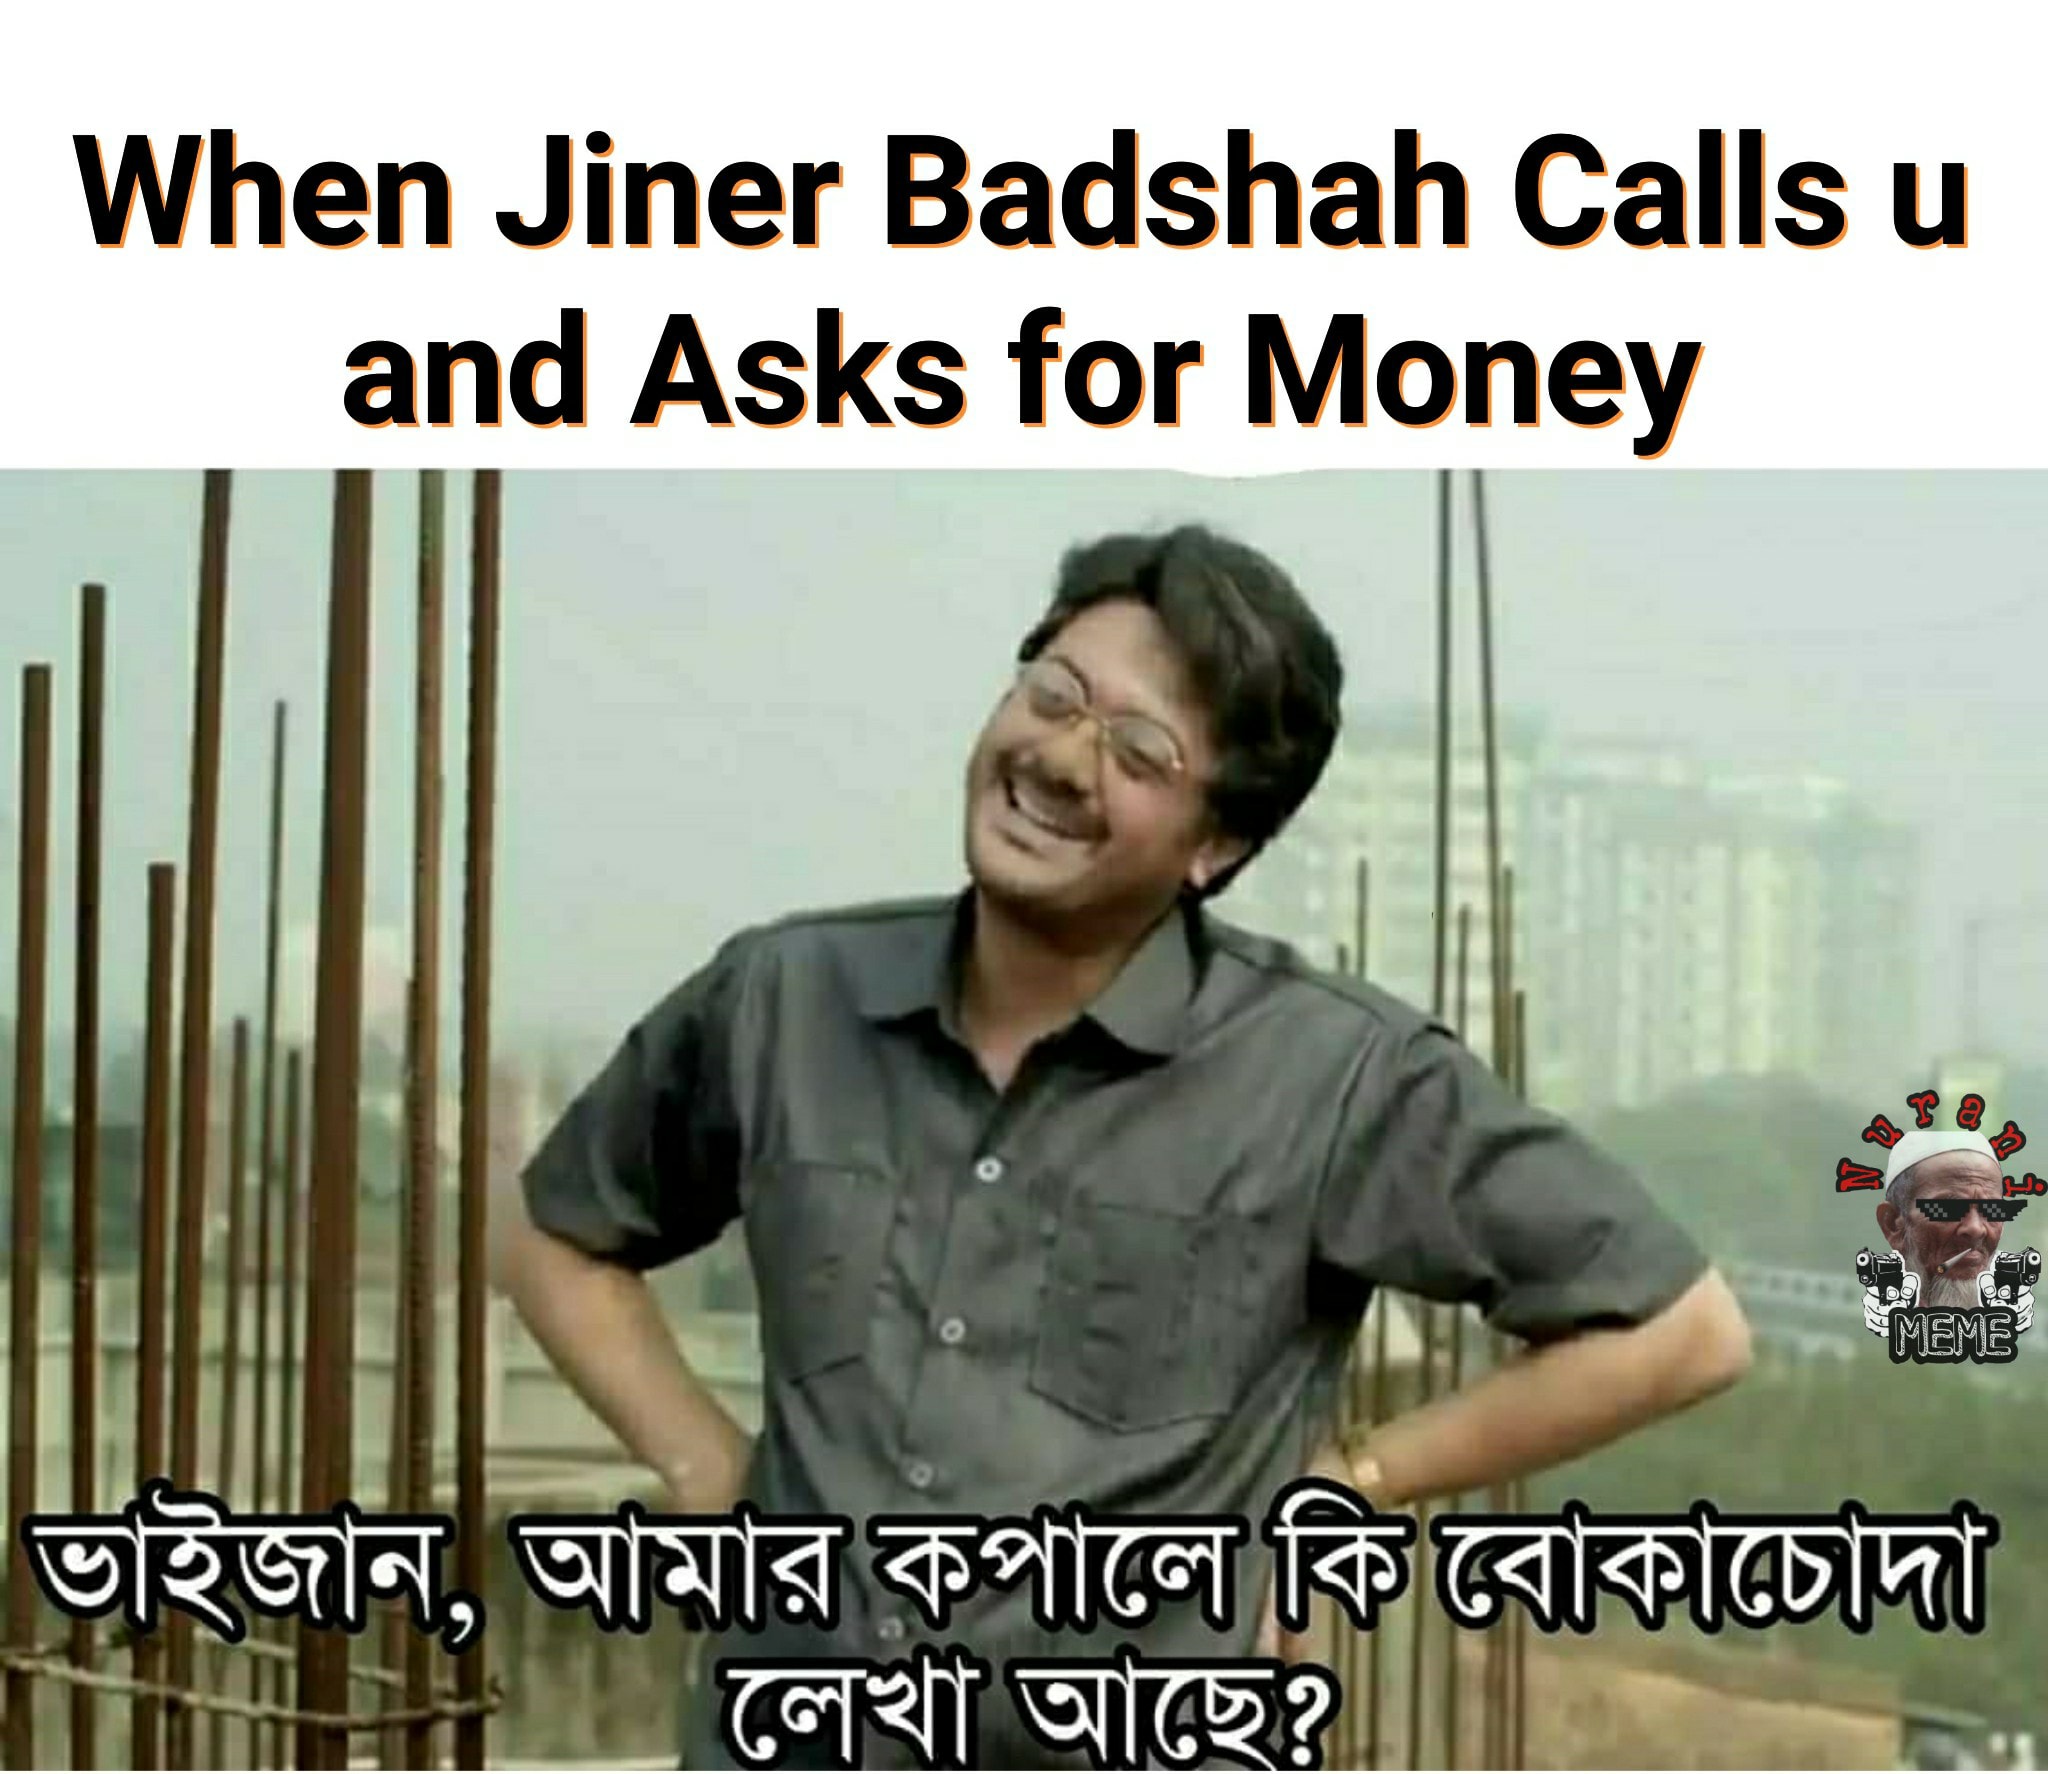 When Jiner Badshah Calls u
and Asks for Money
Nurani
MEME
ভাইজান, আমার কপালে কি বোকাচোদা
লেখা আছে?